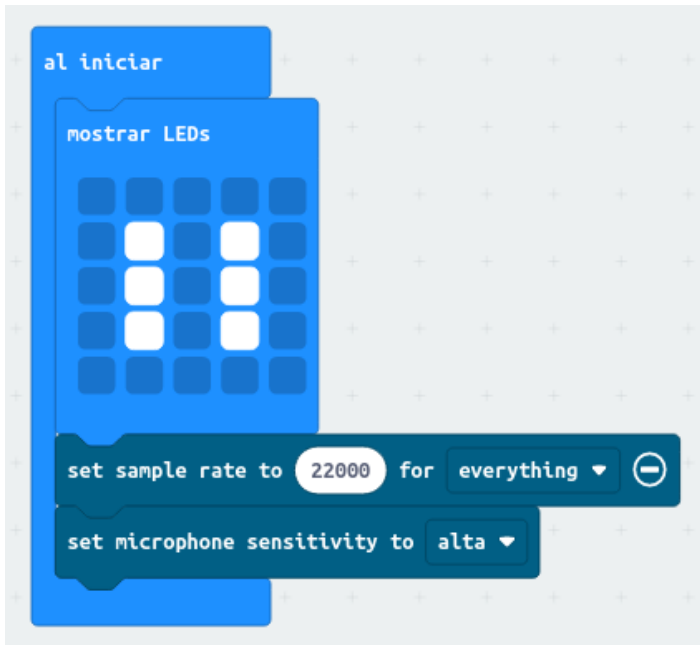 al iniciar
mostrar LEDs
set sample rate to 22000 for everything
set microphone sensitivity to alta